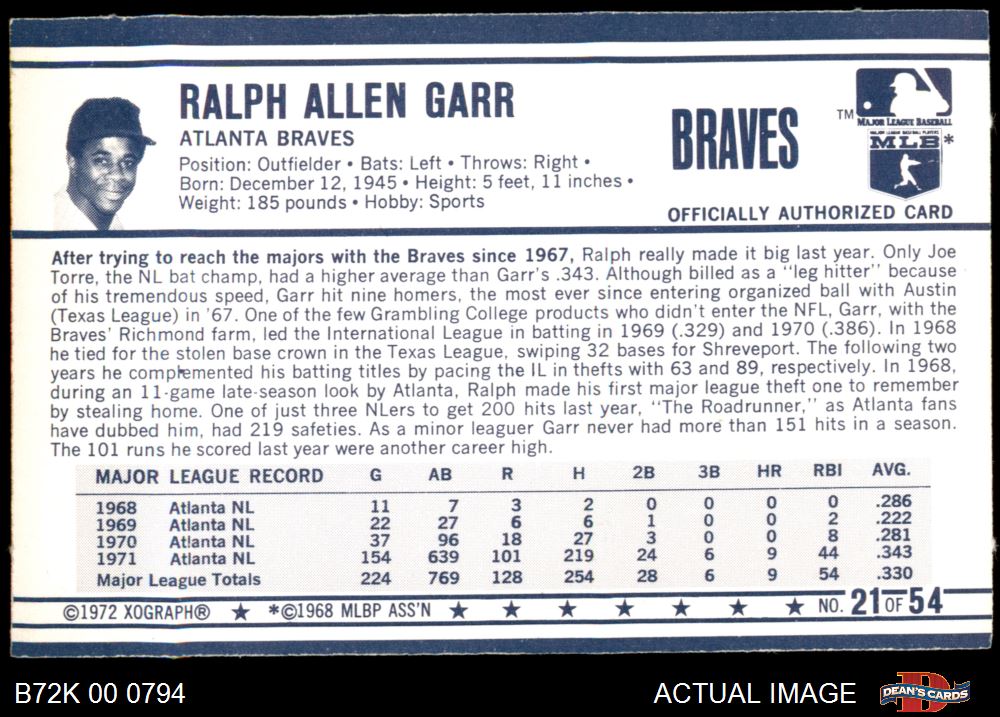 RALPH ALLEN GARR
ATLANTA BRAVES
Position: Outfielder • Bats: Left • Throws: Right •
Born: December 12, 1945 • Height: 5 feet, 11 inches •
Weight: 185 pounds • Hobby: Sports
BRAVES
TM
MAJOR LEAGUE BASEBALL
MAJOR LEAGUE BASEBALL PLAYERS
MLB*
OFFICIALLY AUTHORIZED CARD
After trying to reach the majors with the Braves since 1967, Ralph really made it big last year. Only Joe
Torre, the NL bat champ, had a higher average than Garr's .343. Although billed as a "leg hitter" because
of his tremendous speed, Garr hit nine homers, the most ever since entering organized ball with Austin
(Texas League) in '67. One of the few Grambling College products who didn't enter the NFL, Garr, with the
Braves' Richmond farm, led the International League in batting in 1969 (.329) and 1970 (.386). In 1968
he tied for the stolen base crown in the Texas League, swiping 32 bases for Shreveport. The following two
years he complemented his batting titles by pacing the IL in thefts with 63 and 89, respectively. In 1968,
during an 11-game late-season look by Atlanta, Ralph made his first major league theft one to remember
by stealing home. One of just three NLers to get 200 hits last year, "The Roadrunner," as Atlanta fans
have dubbed him, had 219 safeties. As a minor leaguer Garr never had more than 151 hits in a season.
The 101 runs he scored last year were another career high.
MAJOR LEAGUE RECORD G AB R H 2B 3B HR RBI AVG.
1968 Atlanta NL 11 7 3 2 0 0 0 0 .286
1969 Atlanta NL 22 27 6 6 1 0 0 2 .222
1970 Atlanta NL 37 96 18 27 3 0 0 8 .281
1971 Atlanta NL 154 639 101 219 24 6 9 44 .343
Major League Totals 224 769 128 254 28 6 9 54 .330
©1972 XOGRAPH® ★ *©1968 MLBP ASS'N ★ ★ ★ ★ ★ ★ ★ NO. 21 OF 54
B72K 00 0794
ACTUAL IMAGE
DEAN'S CARDS